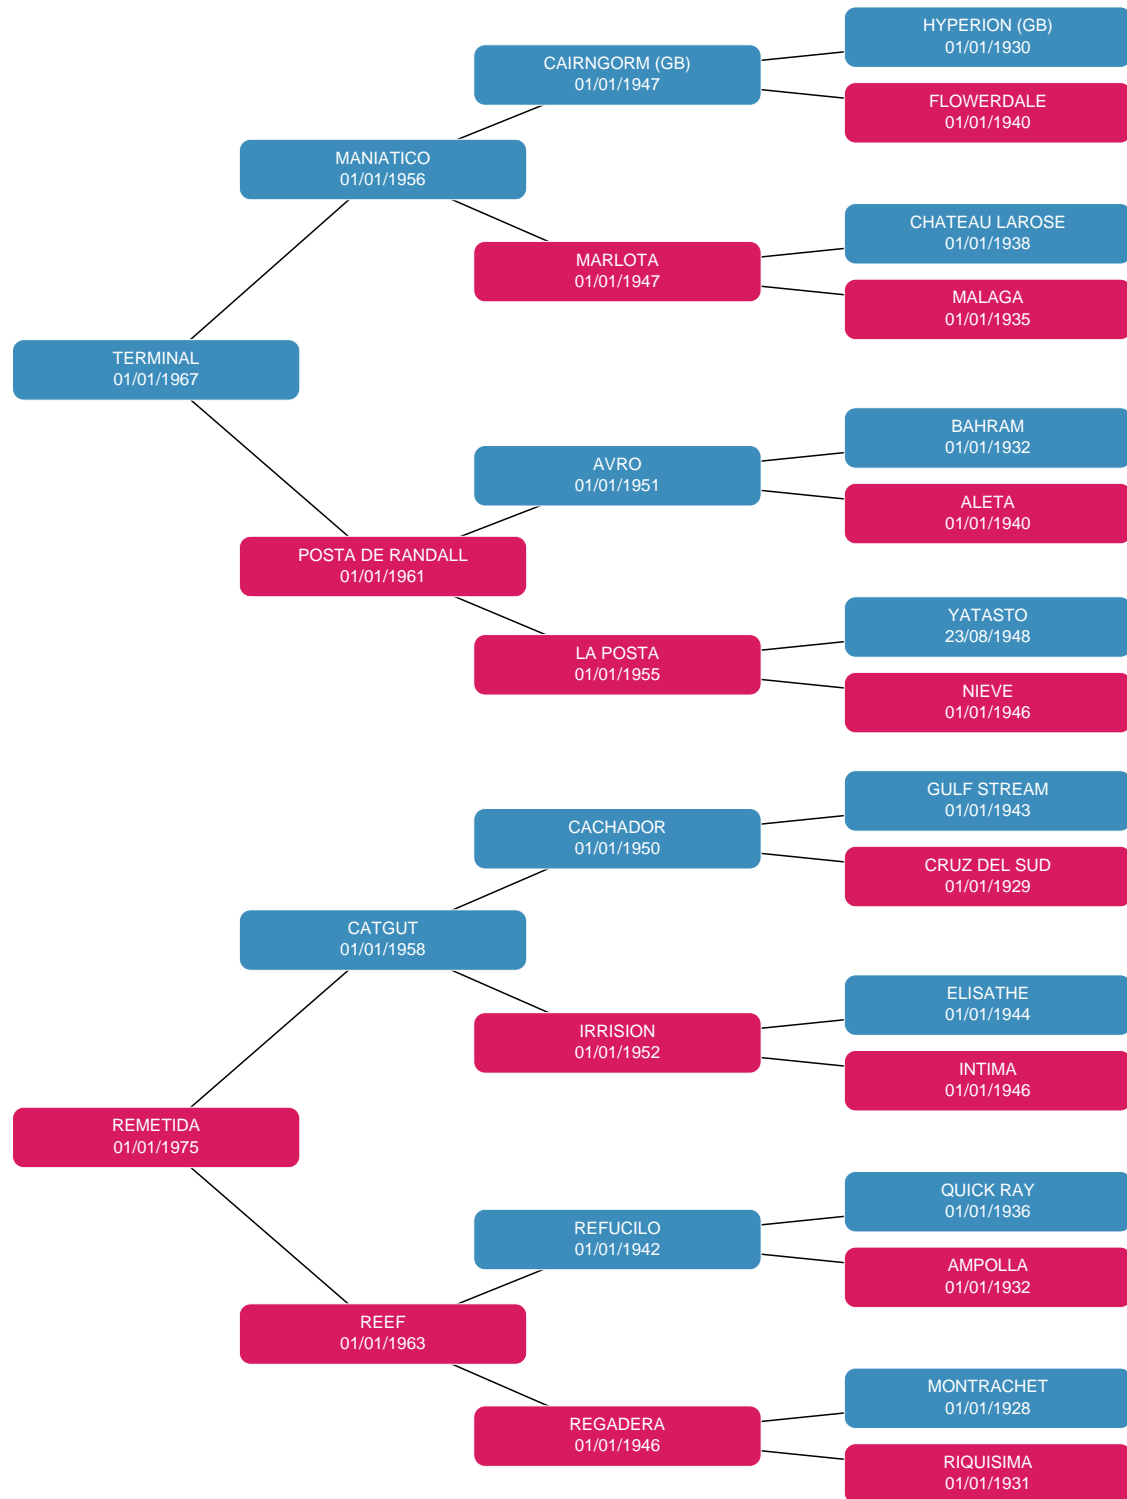 HYPERION (GB)
01/01/1930
CAIRNGORM (GB)
01/01/1947
FLOWERDALE
01/01/1940
MANIATICO
01/01/1956
CHATEAU LAROSE
01/01/1938
MARLOTA
01/01/1947
MALAGA
01/01/1935
TERMINAL
01/01/1967
BAHRAM
01/01/1932
AVRO
01/01/1951
ALETA
01/01/1940
POSTA DE RANDALL
01/01/1961
YATASTO
23/08/1948
LA POSTA
01/01/1955
NIEVE
01/01/1946
GULF STREAM
01/01/1943
CACHADOR
01/01/1950
CRUZ DEL SUD
01/01/1929
CATGUT
01/01/1958
ELISATHE
01/01/1944
IRRISION
01/01/1952
INTIMA
01/01/1946
REMETIDA
01/01/1975
QUICK RAY
01/01/1936
REFUCILO
01/01/1942
AMPOLLA
01/01/1932
REEF
01/01/1963
MONTRACHET
01/01/1928
REGADERA
01/01/1946
RIQUISIMA
01/01/1931